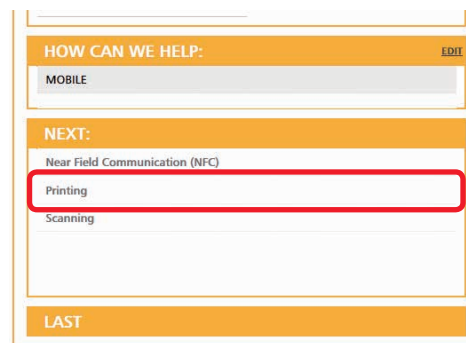 HOW CAN WE HELP: EDIT
MOBILE
NEXT:
Near Field Communication (NFC)
Printing
Scanning
LAST